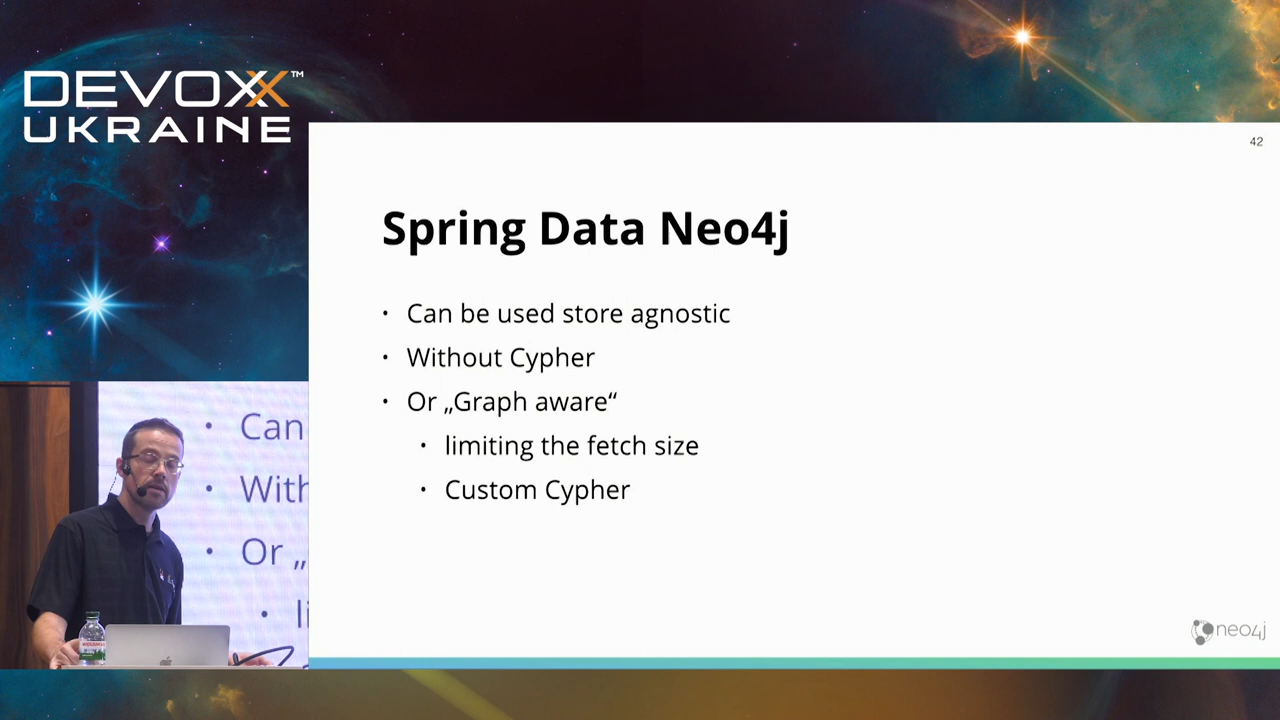 DEVOXX™
UKRAINE
42
Spring Data Neo4j
• Can be used store agnostic
• Without Cypher
• Or „Graph aware“
• limiting the fetch size
• Custom Cypher
neo4j
• Can
• With
• Or „
• li